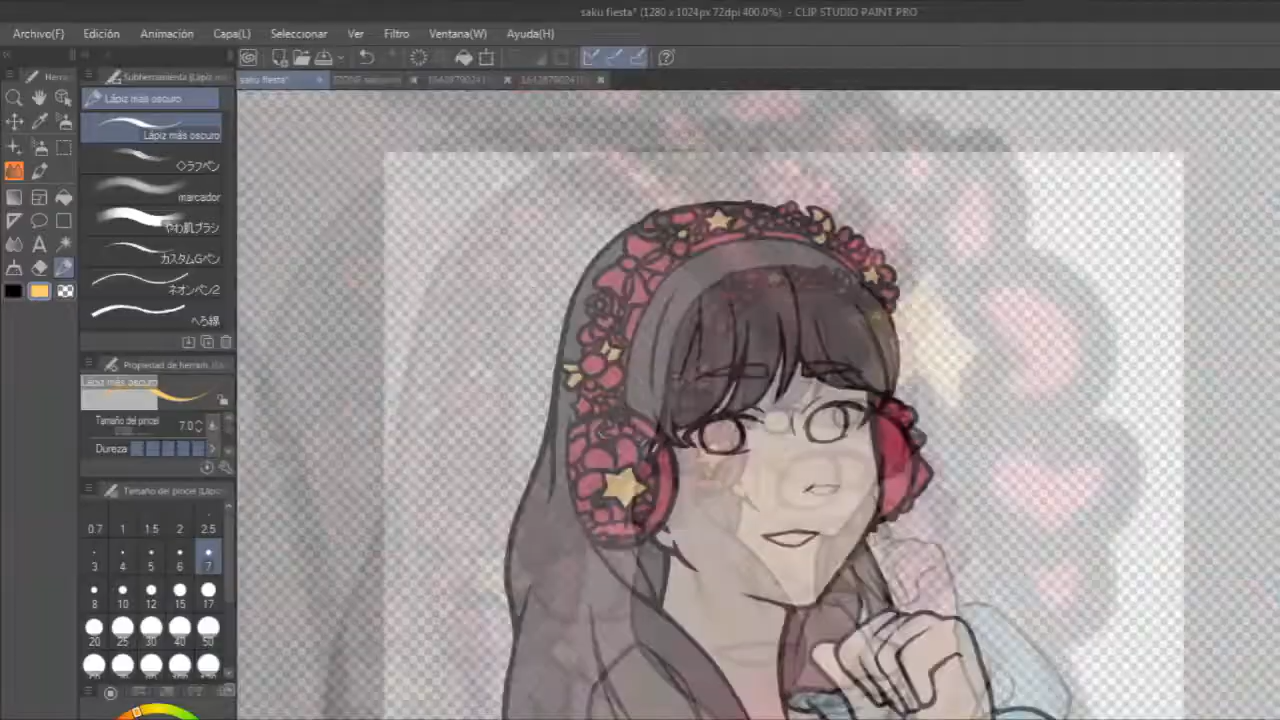 saku fiesta* (1280 x 1024px 72dpi 400.0%) - CLIP STUDIO PAINT PRO
Archivo(F) Edición Animación Capa(L) Seleccionar Ver Filtro Ventana(W) Ayuda(H)
saku fiesta*
Subherramienta [Lápiz
Lápiz más oscuro
Lápiz más oscuro
ラフペン
marcador
やわ肌ブラシ
カスタムGペン
ネオンペン2
へろ線
Propiedad de herram
Lápiz más oscuro
Tamaño del pincel 7.0
Dureza
Tamaño del pincel [Lápiz
0.7 1 1.5 2 2.5
3 4 5 6 7
8 10 12 15 17
20 25 30 40 50